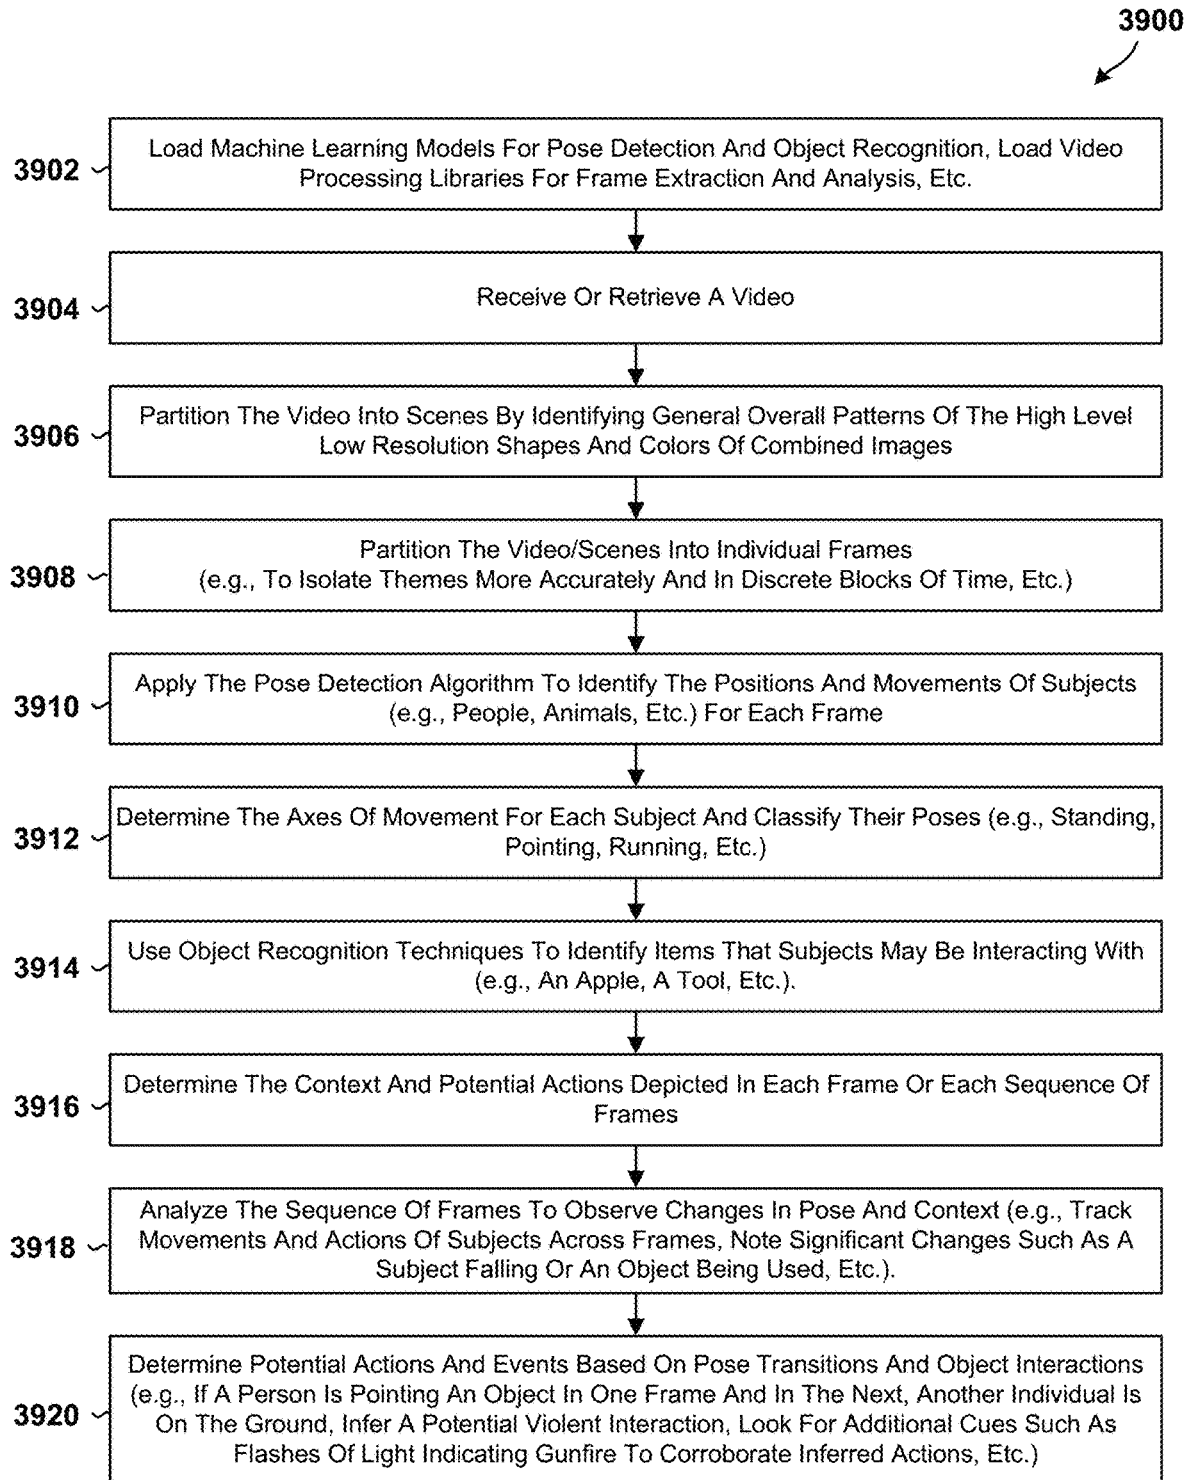 3900
3902
Load Machine Learning Models For Pose Detection And Object Recognition, Load Video
Processing Libraries For Frame Extraction And Analysis, Etc.
3904
Receive Or Retrieve A Video
3906
Partition The Video Into Scenes By Identifying General Overall Patterns Of The High Level
Low Resolution Shapes And Colors Of Combined Images
3908
Partition The Video/Scenes Into Individual Frames
(e.g., To Isolate Themes More Accurately And In Discrete Blocks Of Time, Etc.)
3910
Apply The Pose Detection Algorithm To Identify The Positions And Movements Of Subjects
(e.g., People, Animals, Etc.) For Each Frame
3912
Determine The Axes Of Movement For Each Subject And Classify Their Poses (e.g., Standing,
Pointing, Running, Etc.)
3914
Use Object Recognition Techniques To Identify Items That Subjects May Be Interacting With
(e.g., An Apple, A Tool, Etc.).
3916
Determine The Context And Potential Actions Depicted In Each Frame Or Each Sequence Of
Frames
3918
Analyze The Sequence Of Frames To Observe Changes In Pose And Context (e.g., Track
Movements And Actions Of Subjects Across Frames, Note Significant Changes Such As A
Subject Falling Or An Object Being Used, Etc.).
3920
Determine Potential Actions And Events Based On Pose Transitions And Object Interactions
(e.g., If A Person Is Pointing An Object In One Frame And In The Next, Another Individual Is
On The Ground, Infer A Potential Violent Interaction, Look For Additional Cues Such As
Flashes Of Light Indicating Gunfire To Corroborate Inferred Actions, Etc.)